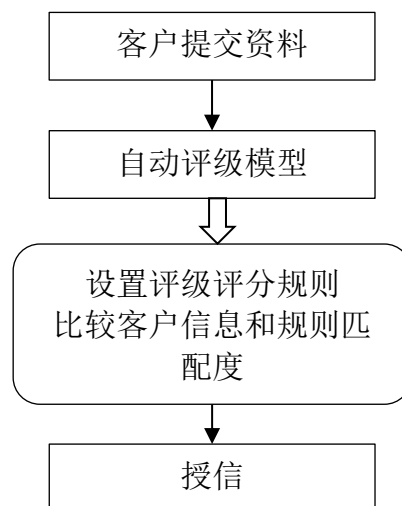 客户提交资料
自动评级模型
设置评级评分规则
比较客户信息和规则匹
配度
授信